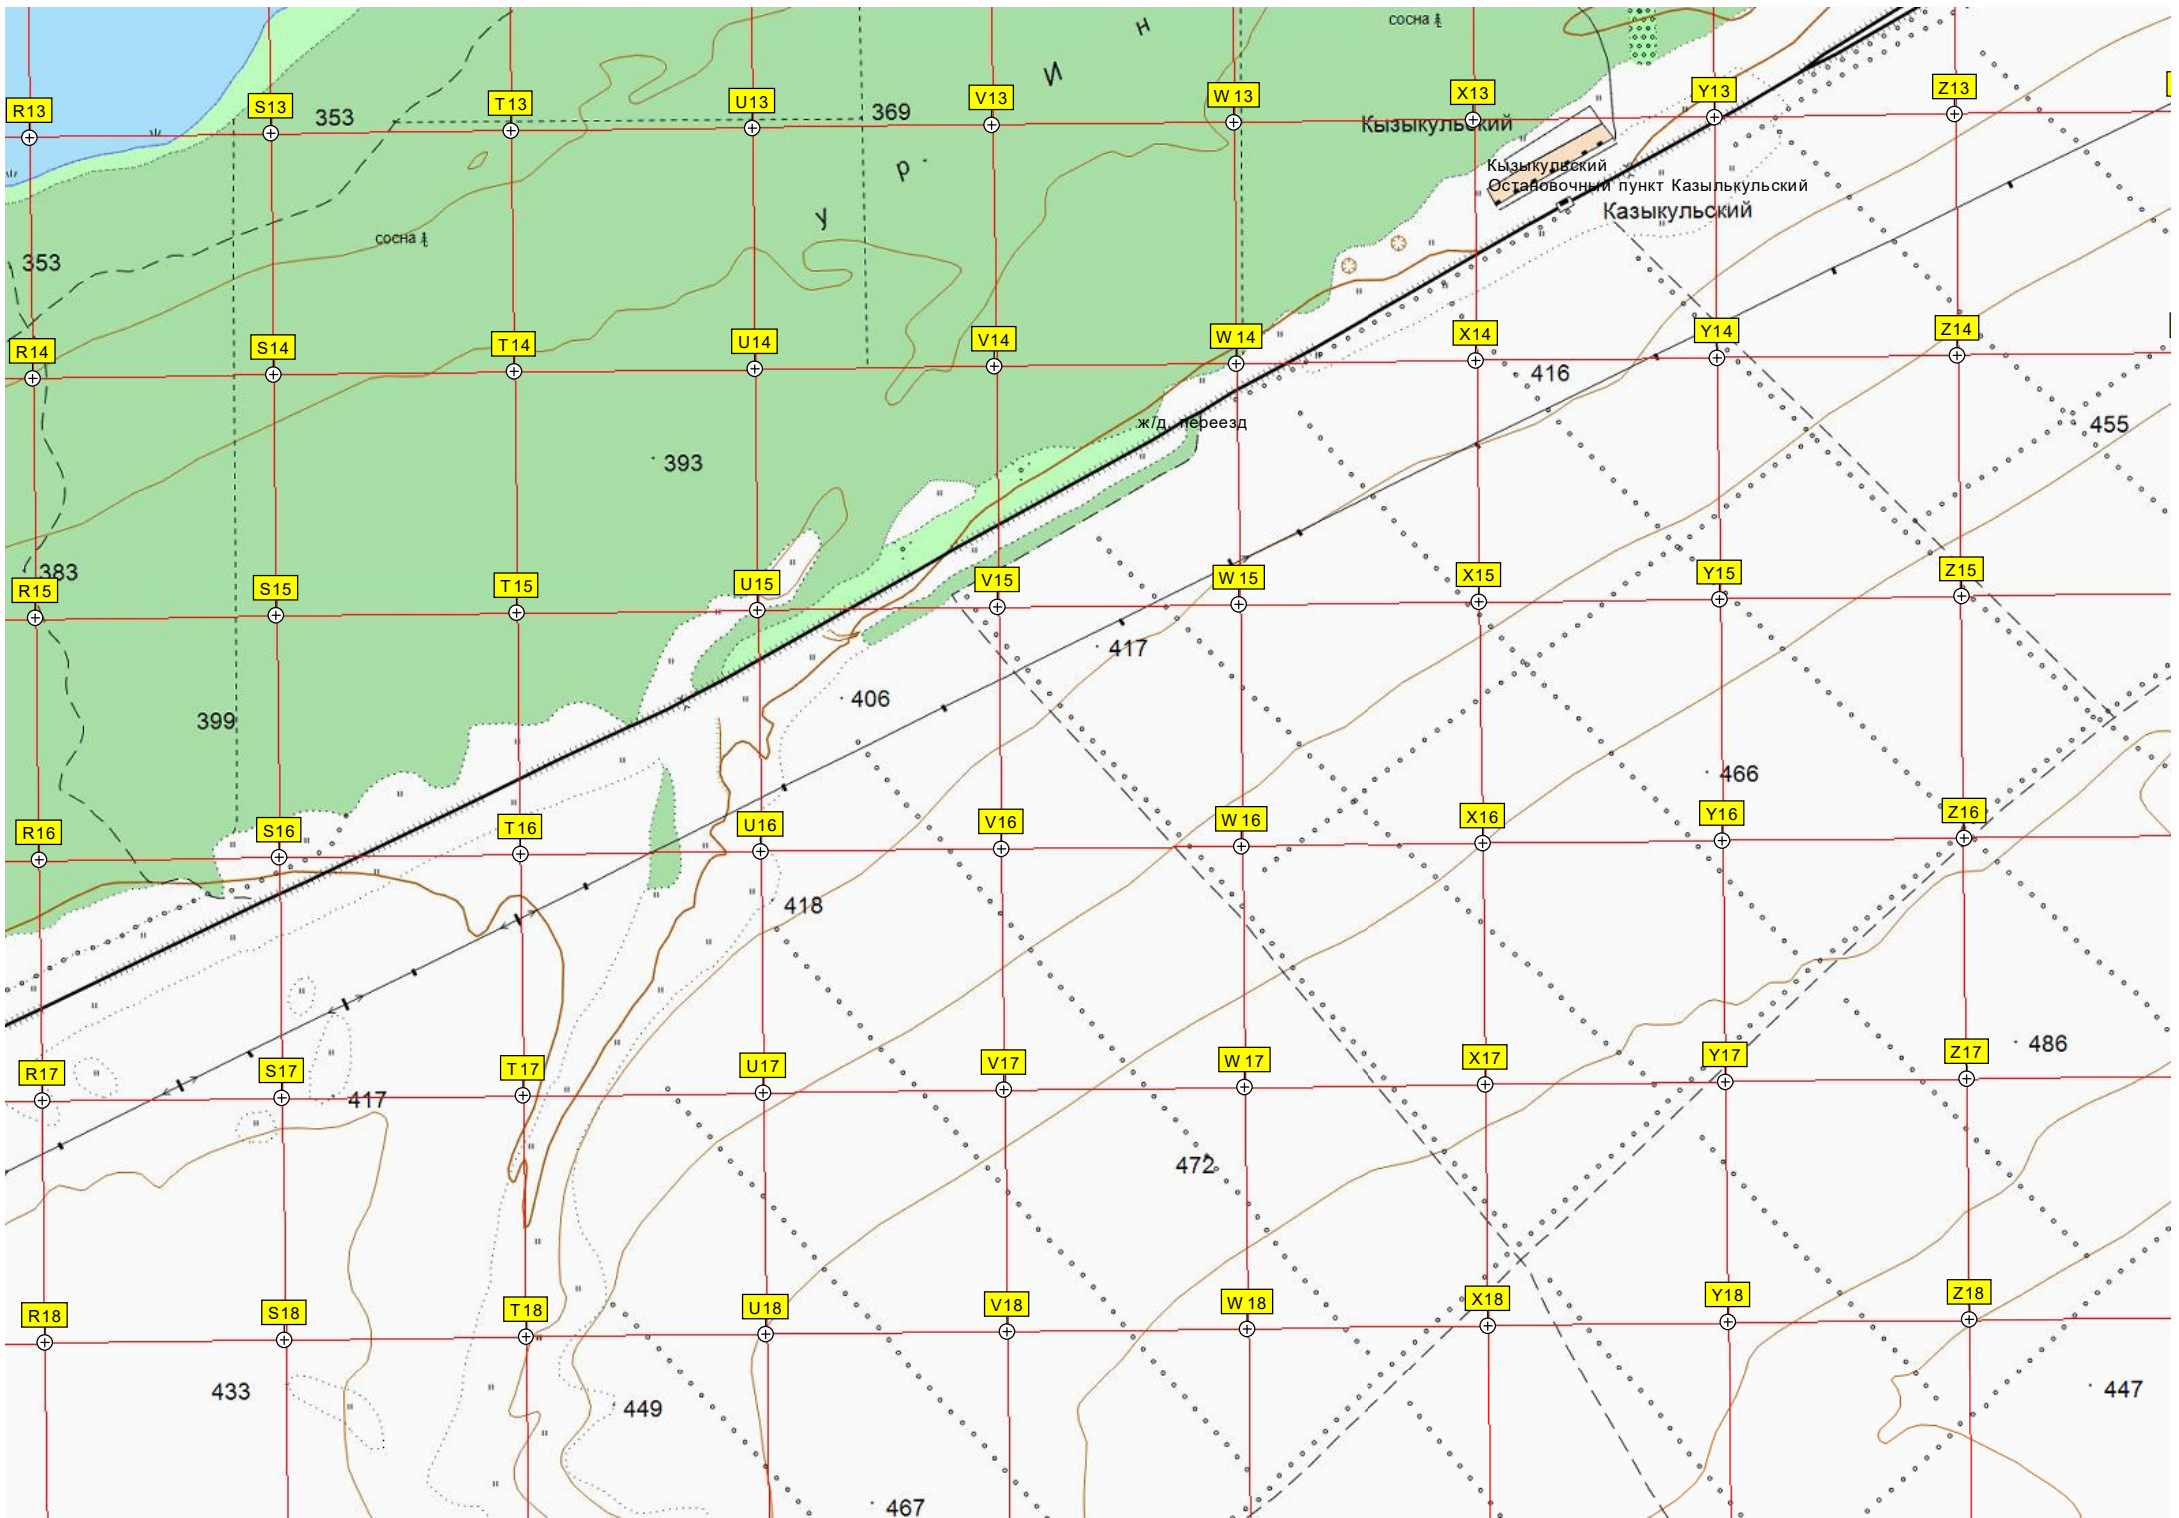 сосна
н
И
R13
S13
353
T13
U13
369
V13
W13
X13
Y13
Z13
Кызыкульский
р
Кызыкульский
Остановочный пункт Казылькульский
Казыкульский
у
сосна
353
R14
S14
T14
U14
V14
W14
X14
Y14
Z14
416
ж/д. переезд
455
393
383
R15
S15
T15
U15
V15
W15
X15
Y15
Z15
417
406
399
466
R16
S16
T16
U16
V16
W16
X16
Y16
Z16
418
R17
S17
T17
U17
V17
W17
X17
Y17
Z17
486
417
472
R18
S18
T18
U18
V18
W18
X18
Y18
Z18
433
449
447
467